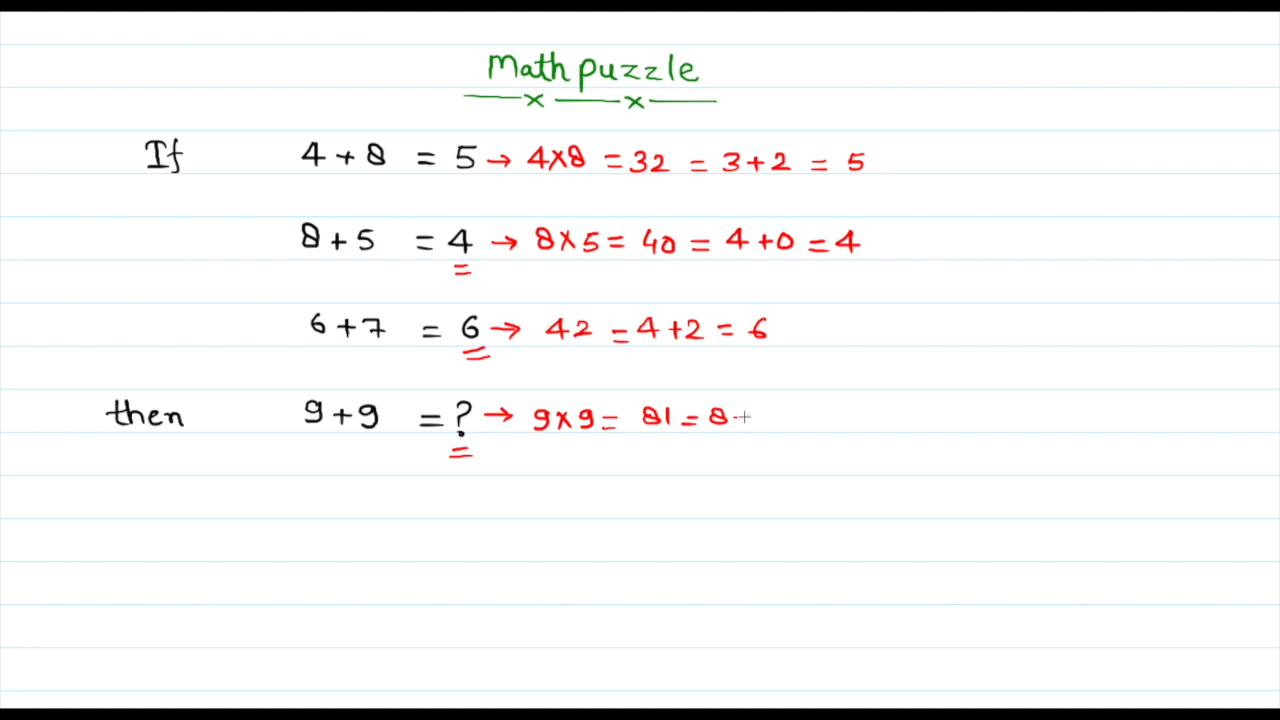 Math puzzle
If 4 + 8 = 5 → 4×8 = 32 = 3 + 2 = 5
8 + 5 = 4 → 8×5 = 40 = 4 + 0 = 4
6 + 7 = 6 → 42 = 4 + 2 = 6
then 9 + 9 = ? → 9×9 = 81 = 8 +